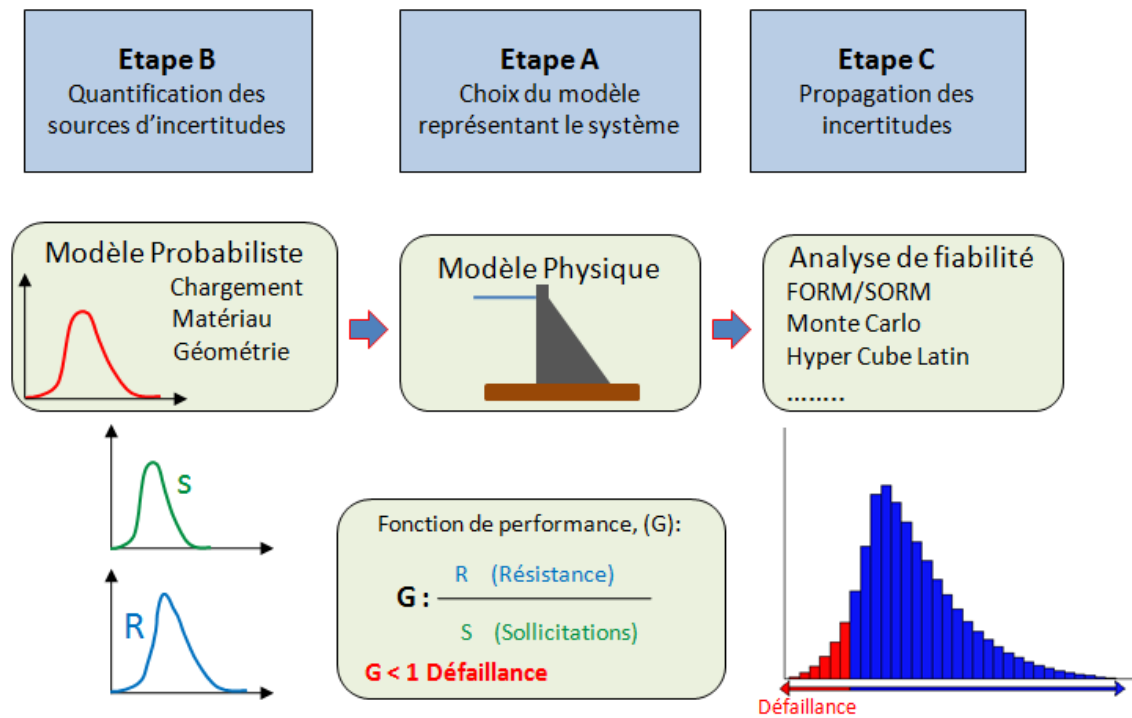 Etape B
Quantification des
sources d'incertitudes
Etape A
Choix du modèle
représentant le système
Etape C
Propagation des
incertitudes
Modèle Probabiliste
Chargement
Matériau
Géométrie
Modèle Physique
Analyse de fiabilité
FORM/SORM
Monte Carlo
Hyper Cube Latin
........
S
R
Fonction de performance, (G):
R (Résistance)
G :
S (Sollicitations)
G < 1 Défaillance
Défaillance